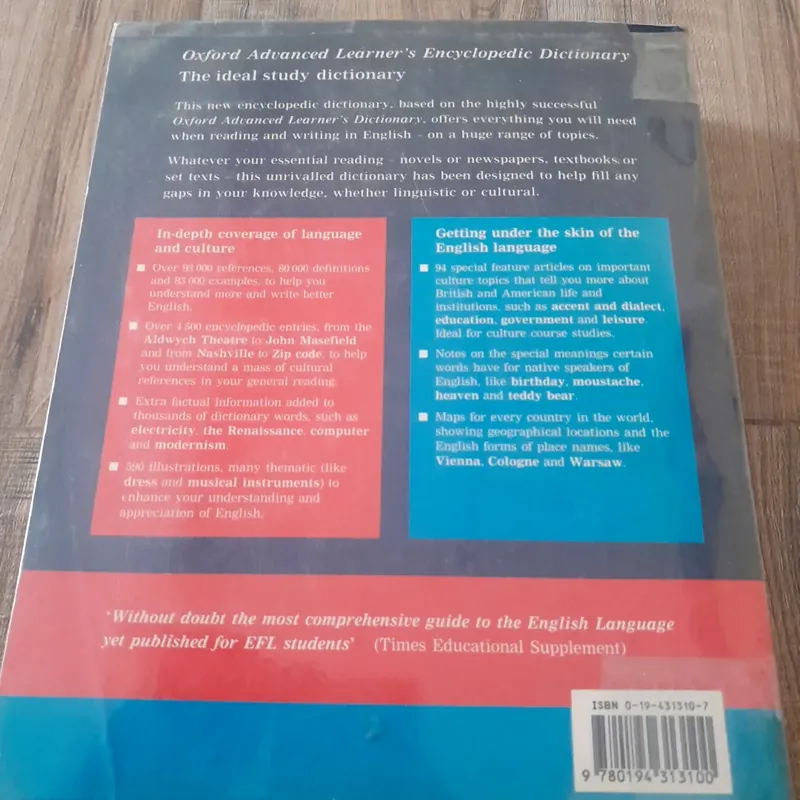 Oxford Advanced Learner's Encyclopedic Dictionary
The ideal study dictionary
This new encyclopedic dictionary, based on the highly successful
Oxford Advanced Learner's Dictionary, offers everything you will need
when reading and writing in English - on a huge range of topics.
Whatever your essential reading - novels or newspapers, textbooks or
set texts - this unrivalled dictionary has been designed to help fill any
gaps in your knowledge, whether linguistic or cultural.
In-depth coverage of language
and culture
Over 93 000 references, 80 000 definitions
and 83 000 examples, to help you
understand more and write better
English.
Over 4 500 encyclopedic entries, from the
Aldwych Theatre to John Masefield
and from Nashville to Zip code, to help
you understand a mass of cultural
references in your general reading.
Extra factual information added to
thousands of dictionary words, such as
electricity, the Renaissance, computer
and modernism.
590 illustrations, many thematic (like
dress and musical instruments) to
enhance your understanding and
appreciation of English.
Getting under the skin of the
English language
94 special feature articles on important
culture topics that tell you more about
British and American life and
institutions, such as accent and dialect,
education, government and leisure.
Ideal for culture course studies.
Notes on the special meanings certain
words have for native speakers of
English, like birthday, moustache,
heaven and teddy bear.
Maps for every country in the world,
showing geographical locations and the
English forms of place names, like
Vienna, Cologne and Warsaw.
'Without doubt the most comprehensive guide to the English Language
yet published for EFL students' (Times Educational Supplement)
ISBN 0-19-431310-7
9 780194 313100